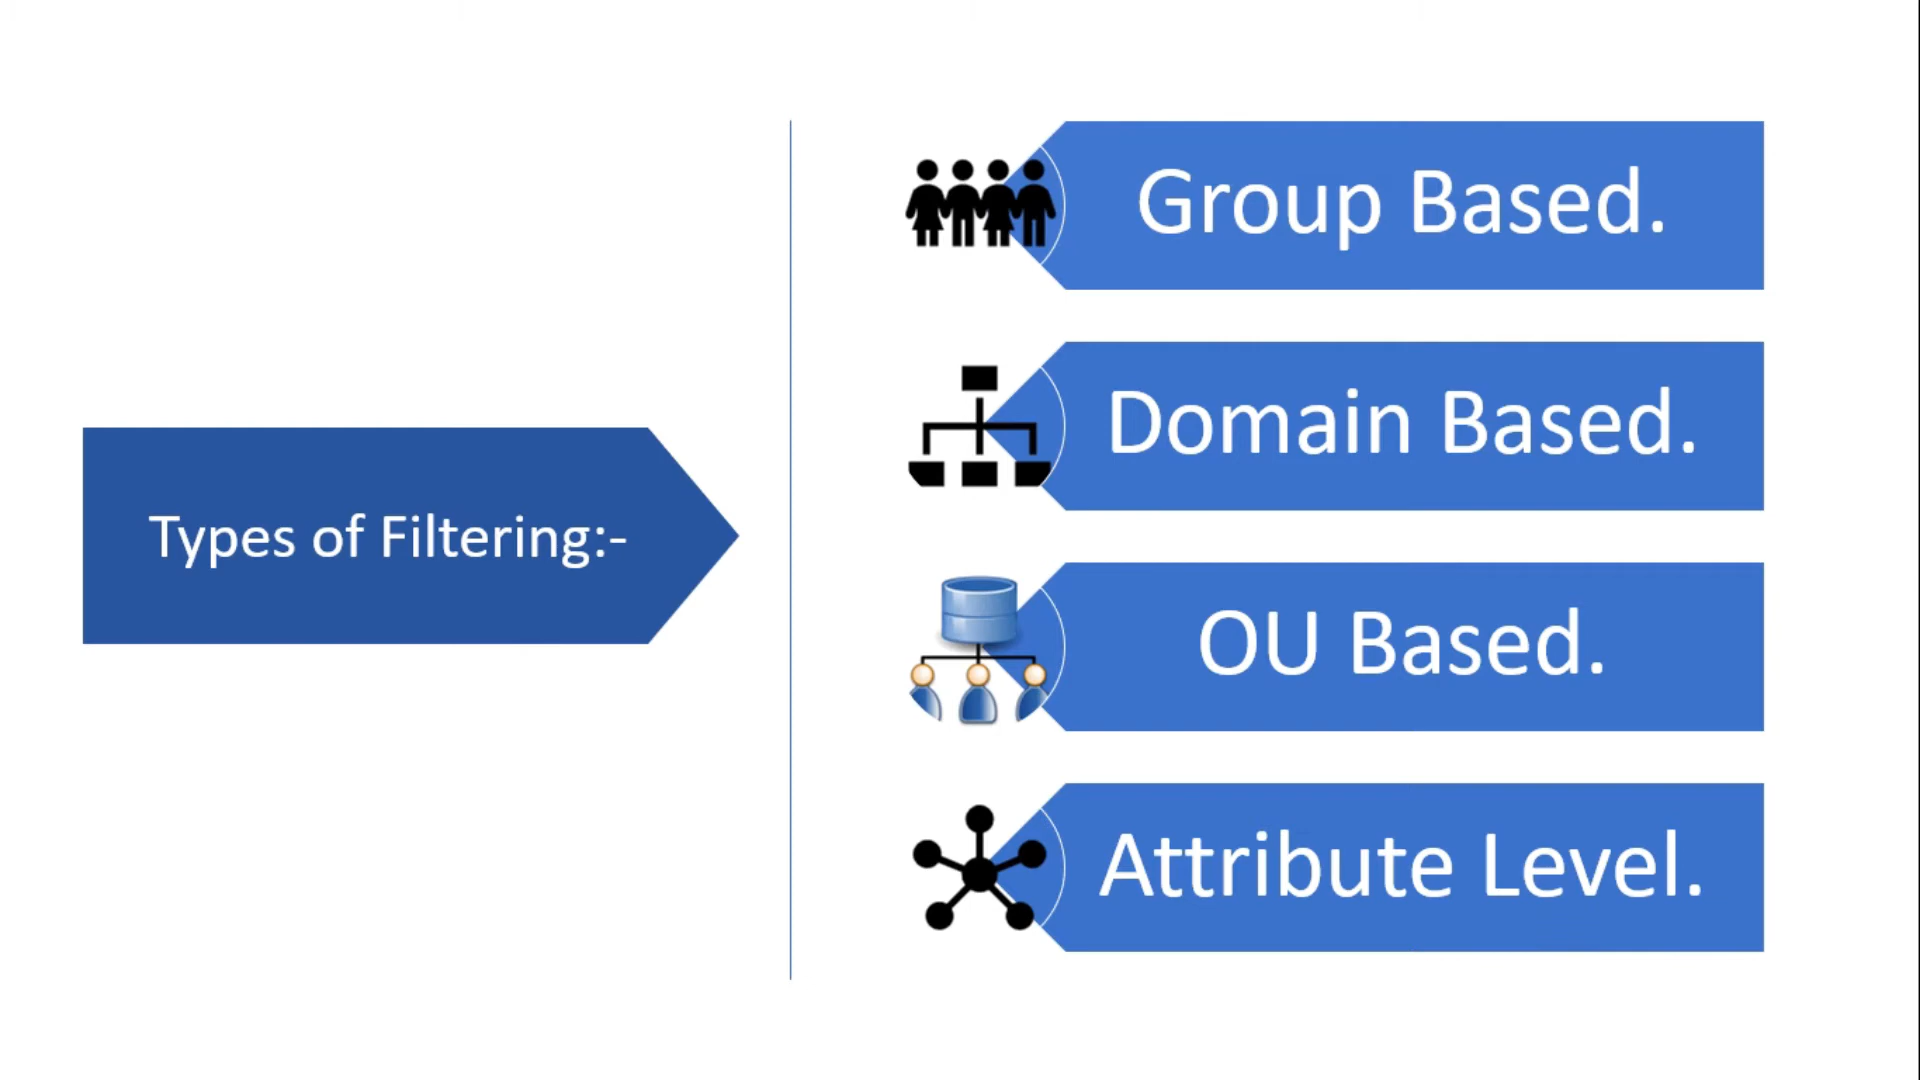 Types of Filtering:-
Group Based.
Domain Based.
OU Based.
Attribute Level.